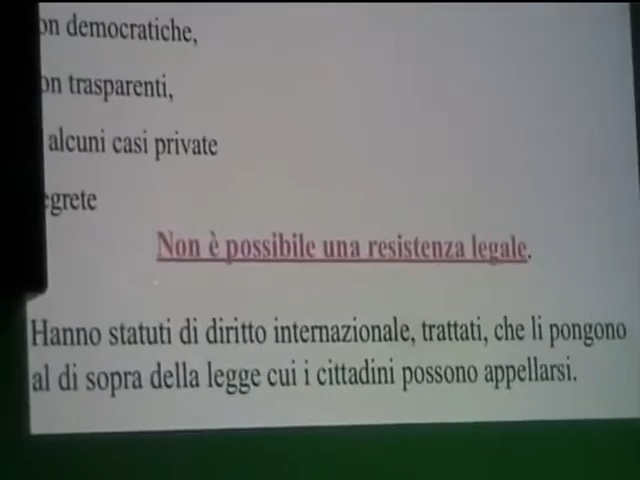 on democratiche,
on trasparenti,
alcuni casi private
grete
Non è possibile una resistenza legale.
Hanno statuti di diritto internazionale, trattati, che li pongono
al di sopra della legge cui i cittadini possono appellarsi.